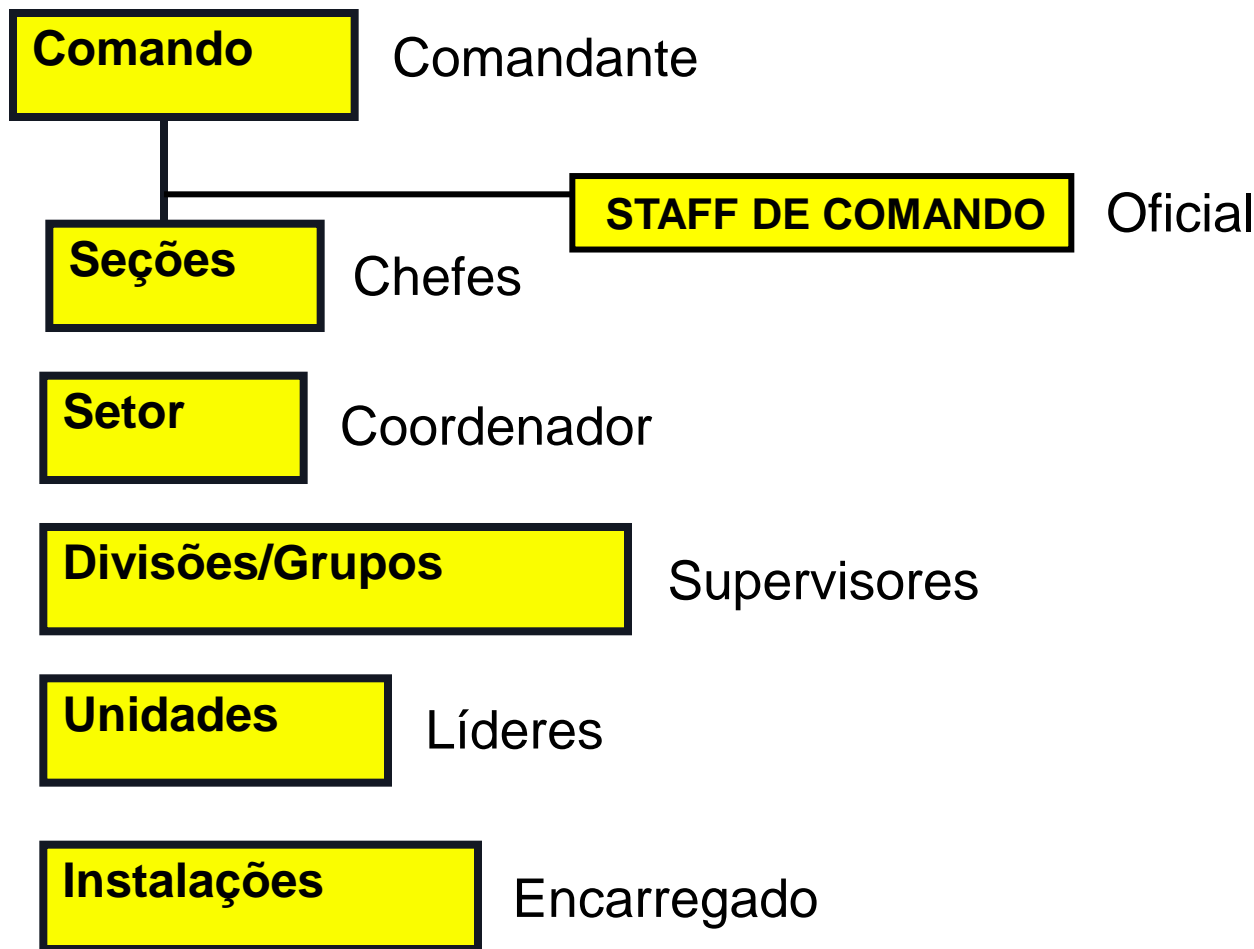 Comando
Comandante
STAFF DE COMANDO
Oficial
Seções
Chefes
Setor
Coordenador
Divisões/Grupos
Supervisores
Unidades
Líderes
Instalações
Encarregado